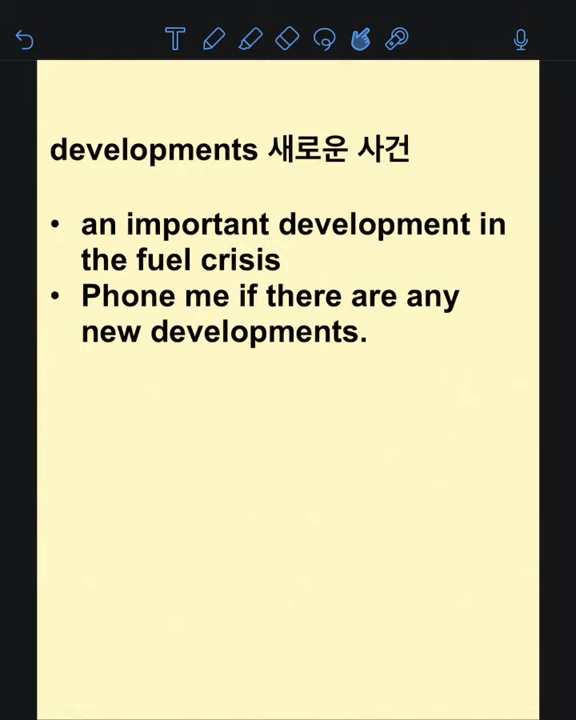 developments 새로운 사건
• an important development in
the fuel crisis
• Phone me if there are any
new developments.